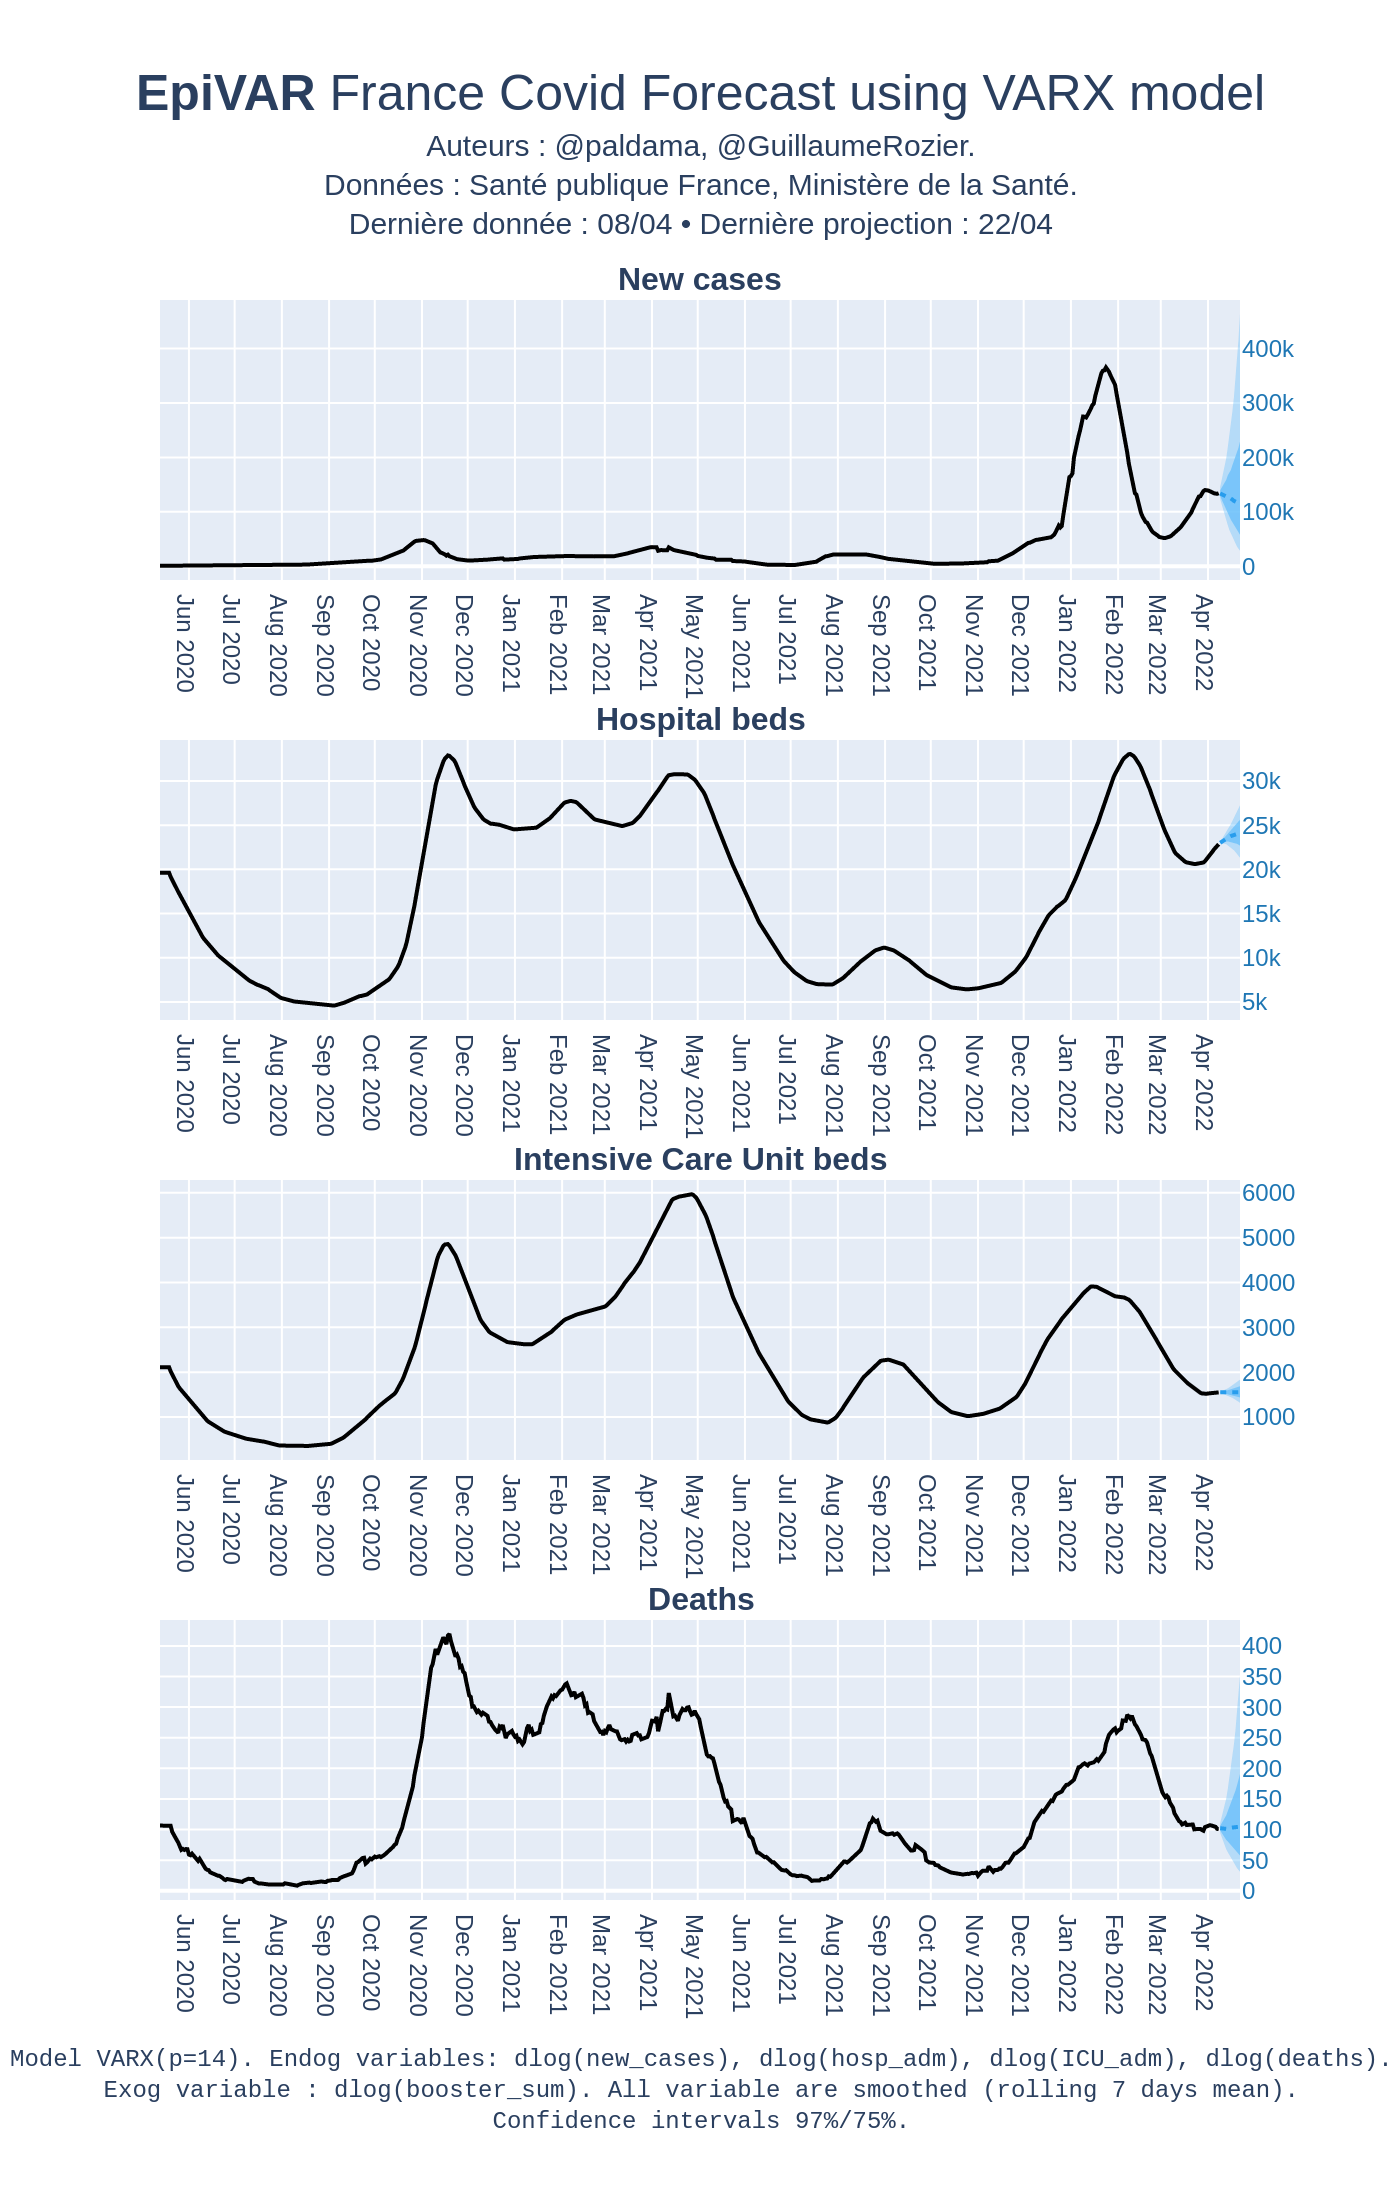 EpiVAR France Covid Forecast using VARX model
Auteurs : @paldama, @GuillaumeRozier.
Données : Santé publique France, Ministère de la Santé.
Dernière donnée : 08/04 • Dernière projection : 22/04
New cases
400k
300k
200k
100k
0
Jun 2020
Jul 2020
Aug 2020
Sep 2020
Oct 2020
Nov 2020
Dec 2020
Jan 2021
Feb 2021
Mar 2021
Apr 2021
May 2021
Jun 2021
Jul 2021
Aug 2021
Sep 2021
Oct 2021
Nov 2021
Dec 2021
Jan 2022
Feb 2022
Mar 2022
Apr 2022
Hospital beds
30k
25k
20k
15k
10k
5k
Jun 2020
Jul 2020
Aug 2020
Sep 2020
Oct 2020
Nov 2020
Dec 2020
Jan 2021
Feb 2021
Mar 2021
Apr 2021
May 2021
Jun 2021
Jul 2021
Aug 2021
Sep 2021
Oct 2021
Nov 2021
Dec 2021
Jan 2022
Feb 2022
Mar 2022
Apr 2022
Intensive Care Unit beds
6000
5000
4000
3000
2000
1000
Jun 2020
Jul 2020
Aug 2020
Sep 2020
Oct 2020
Nov 2020
Dec 2020
Jan 2021
Feb 2021
Mar 2021
Apr 2021
May 2021
Jun 2021
Jul 2021
Aug 2021
Sep 2021
Oct 2021
Nov 2021
Dec 2021
Jan 2022
Feb 2022
Mar 2022
Apr 2022
Deaths
400
350
300
250
200
150
100
50
0
Jun 2020
Jul 2020
Aug 2020
Sep 2020
Oct 2020
Nov 2020
Dec 2020
Jan 2021
Feb 2021
Mar 2021
Apr 2021
May 2021
Jun 2021
Jul 2021
Aug 2021
Sep 2021
Oct 2021
Nov 2021
Dec 2021
Jan 2022
Feb 2022
Mar 2022
Apr 2022
Model VARX(p=14). Endog variables: dlog(new_cases), dlog(hosp_adm), dlog(ICU_adm), dlog(deaths).
Exog variable : dlog(booster_sum). All variable are smoothed (rolling 7 days mean).
Confidence intervals 97%/75%.